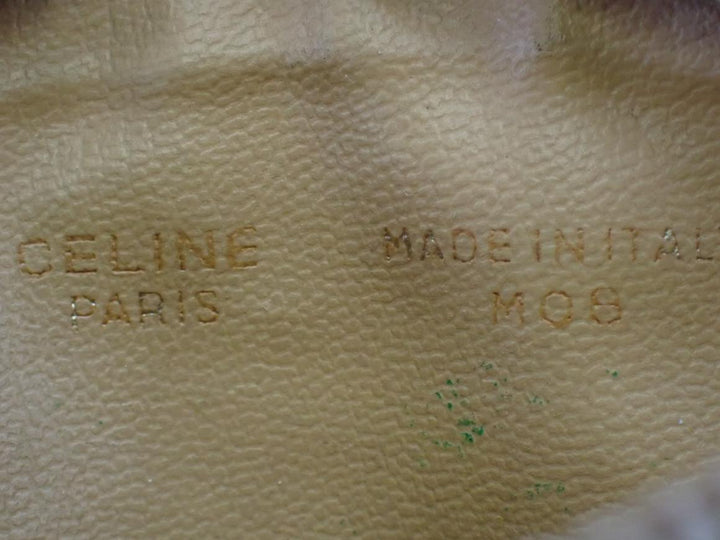 CELINE
PARIS
MADE IN ITAL
M08